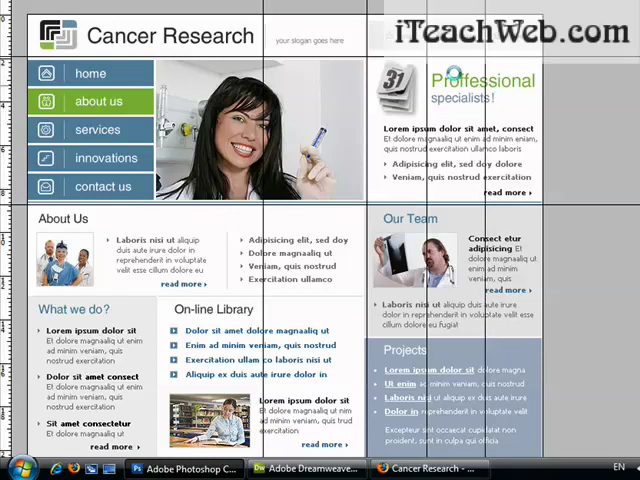 iTeachWeb.com
Cancer Research
your slogan goes here
home
about us
services
innovations
contact us
31
Proffessional
specialists!
Lorem ipsum dolor sit amet, consect
Et dolore magnaaliq ut enim ad minim veniam,
quis nostrud exercitation ullamco laboris
Adipiscing elit, sed doy dolore
Veniam, quis nostrud exercitation
read more
About Us
Laboris nisi ut aliquip
duis aute irure dolor in
reprehenderit in voluptate
velit esse cillum dolore eu
read more
Adipisicing elit, sed doy
Dolore magnaaliq ut
Veniam, quis nostrud
Exercitation ullamco
Our Team
Consect etur
adipisicing Et
dolore magnaaliq ut
enim ad minim
veniam, quis nostrud
read more
Laboris nisi ut aliquip duis aute irure
dolor in reprehenderit in voluptate velit esse
cillum dolore eu fugiat
What we do?
Lorem ipsum dolor sit
Et dolore magnaaliq ut enim
ad minim veniam, quis
nostrud exercitation
Dolor sit amet consect
Et dolore magnaaliq ut enim
ad minim veniam, quis
nostrud exercitation
Sit amet consectetur
Et dolore magnaaliq ut
read more
On-line Library
Dolor sit amet dolore magnaaliq ut
Enim ad minim veniam, quis nostrud
Exercitation ullam co laboris nisi ut
Aliquip ex duis aute irure dolor in
Lorem ipsum dolor sit
Et dolore magnaaliq ut nim
ad minim veniam, quis
trud exercitation
read more
Projects
Lorem ipsum dolor sit dolore magna
Ut enim ad minim veniam, quis nostrud
Laboris nisi ut aliquip duis aute irure
Dolor in reprehenderit in voluptate velit
Excepteur sint occaecat cupidatat non
proident, sunt in culpa qui officia
Adobe Photoshop C...
Adobe Dreamweave...
Cancer Research - ...
EN